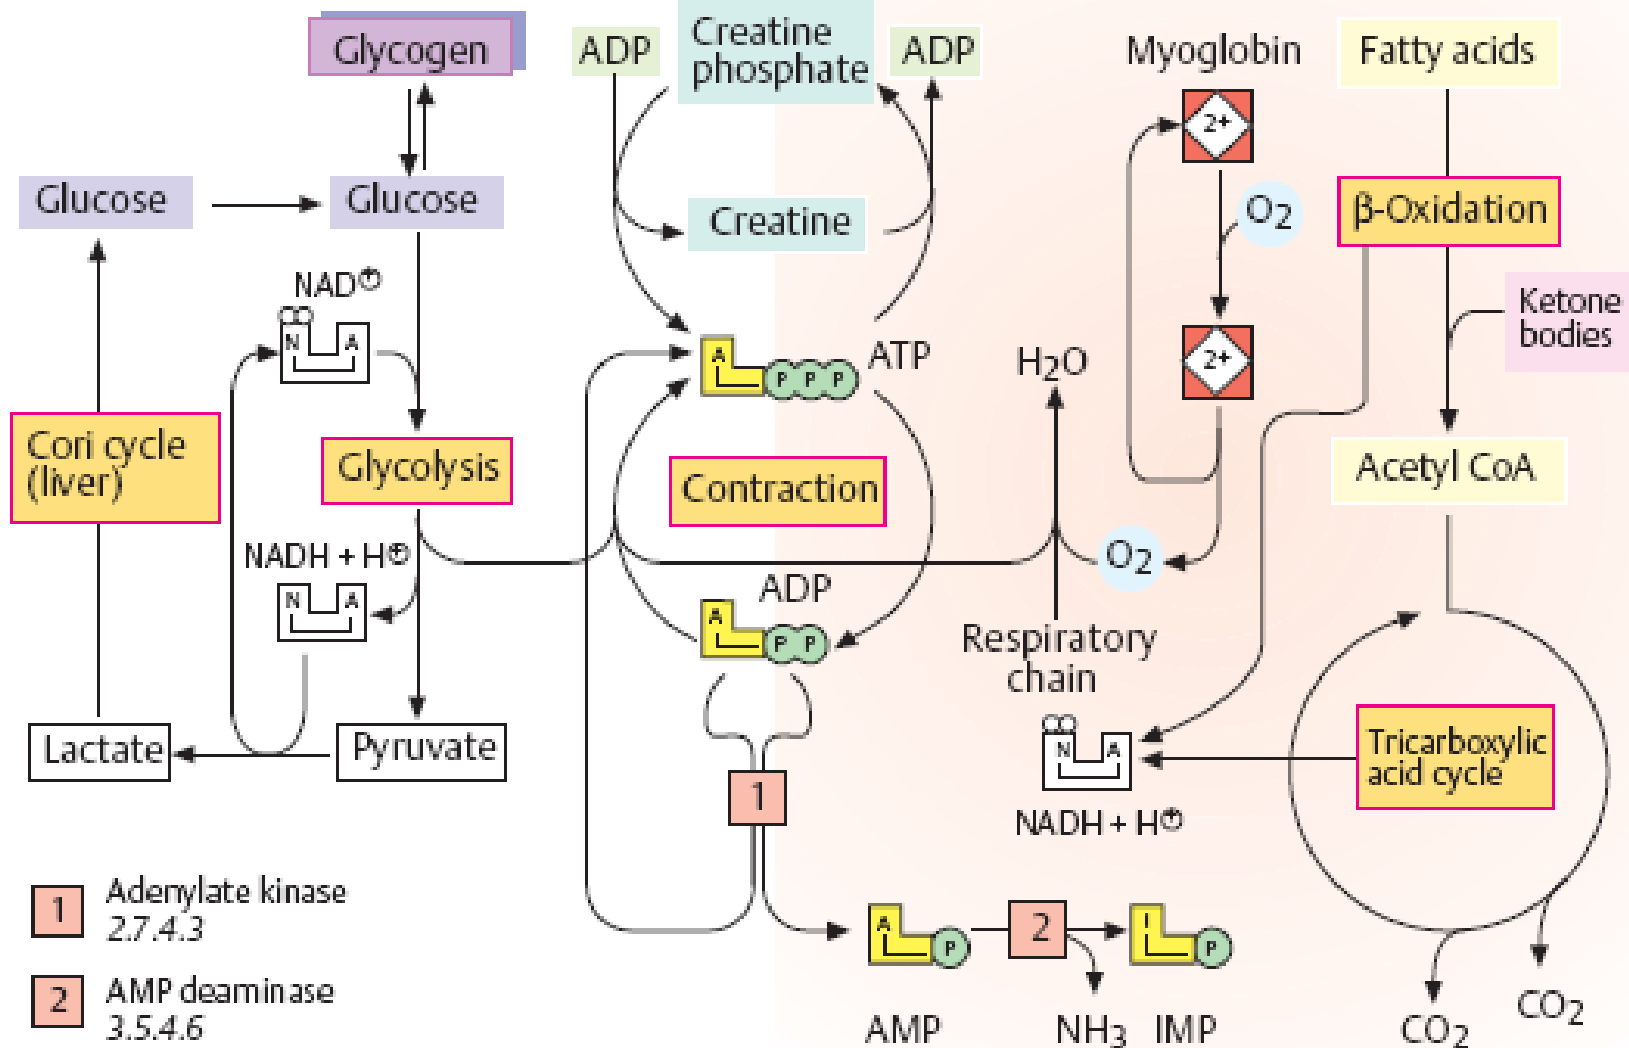 Glycogen
ADP
Creatine
phosphate
ADP
Myoglobin
Fatty acids
2+
Glucose
Glucose
Creatine
O2
β-Oxidation
NAD+
N A
Ketone
bodies
A
P P P
ATP
H2O
2+
Cori cycle
(liver)
Glycolysis
Contraction
Acetyl CoA
NADH + H+
N A
O2
ADP
A
P P
Respiratory
chain
Lactate
Pyruvate
N A
Tricarboxylic
acid cycle
1
NADH + H+
1 Adenylate kinase
2.7.4.3
A
P
2
I
P
2 AMP deaminase
3.5.4.6
AMP
NH3
IMP
CO2
CO2